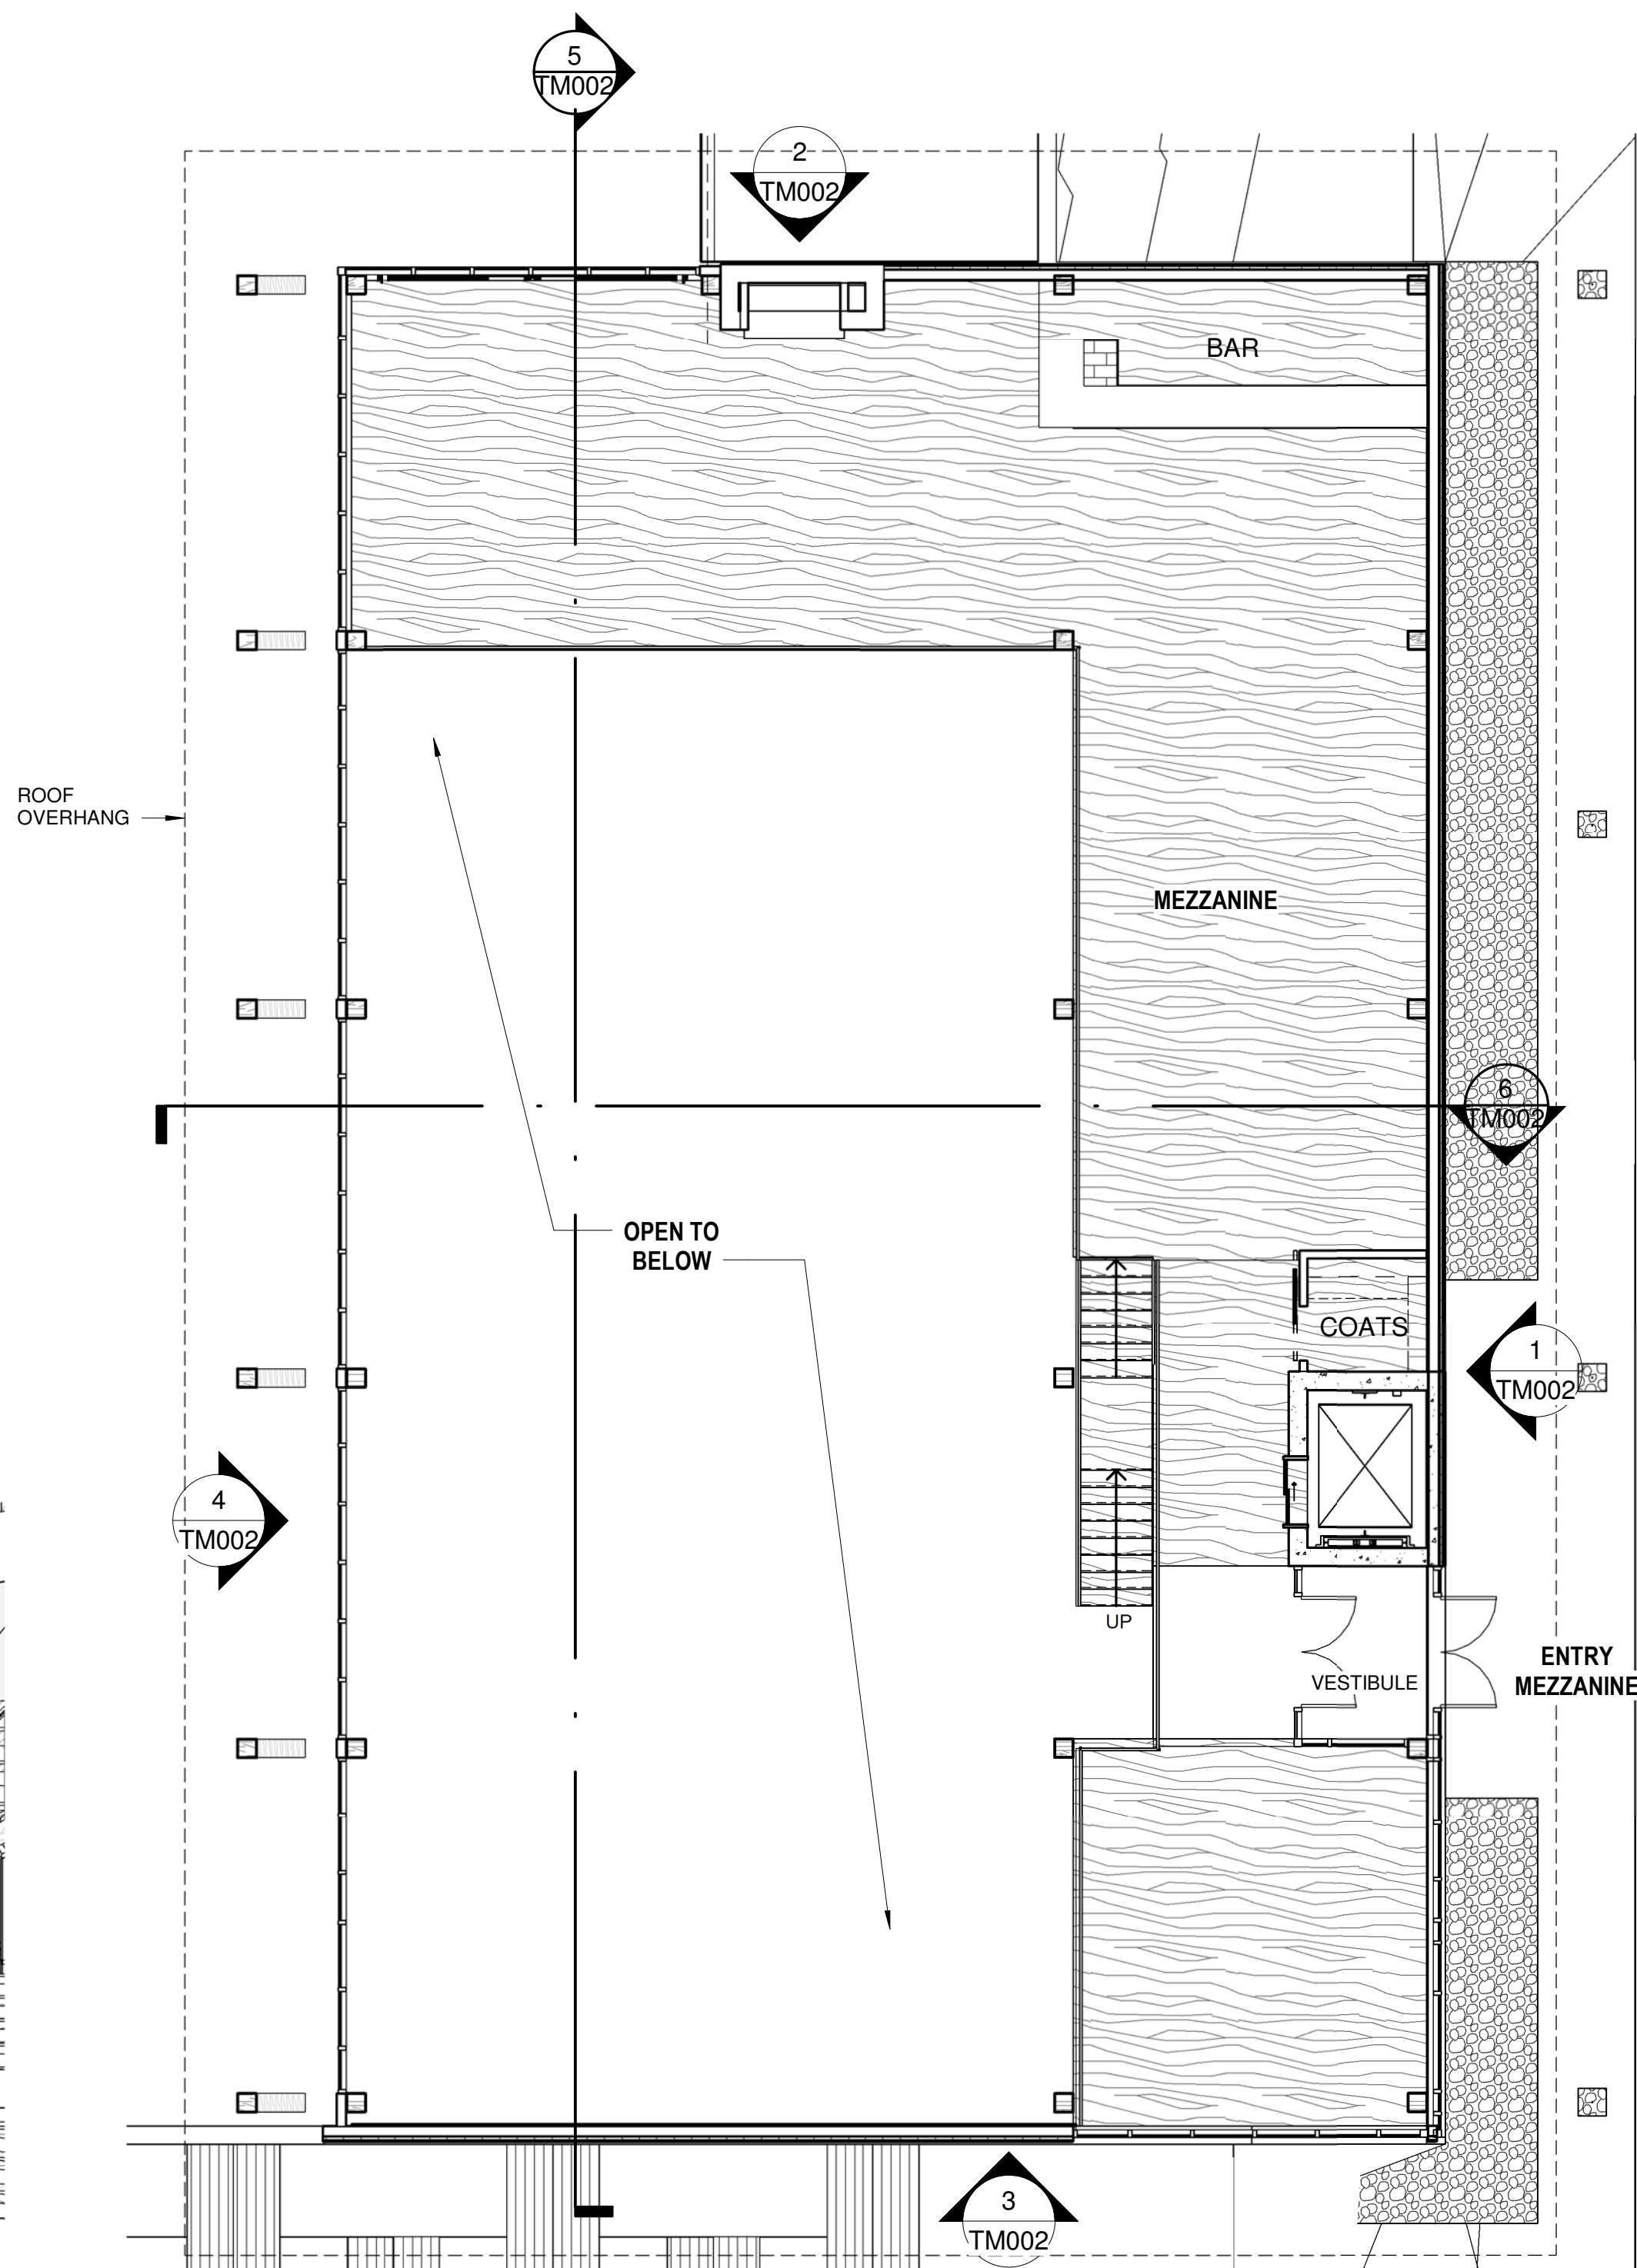 5
TM002
2
TM002
BAR
ROOF
OVERHANG
MEZZANINE
6
TM002
OPEN TO
BELOW
COATS
1
TM002
4
TM002
UP
VESTIBULE
ENTRY
MEZZANINE
3
TM002